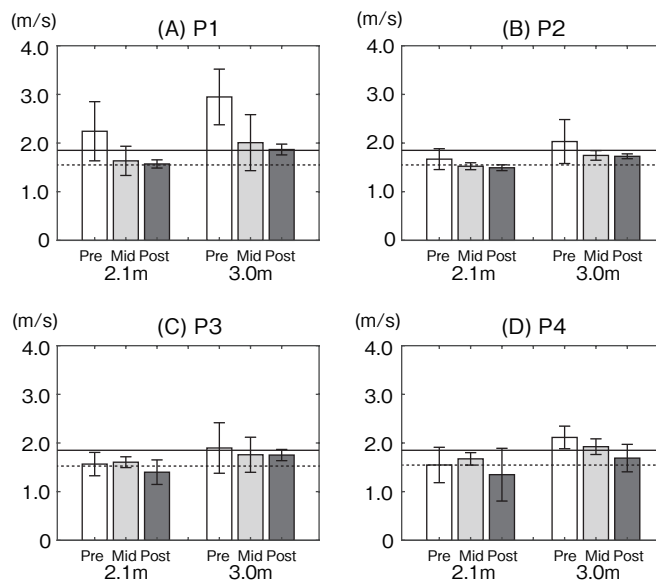 (m/s) (A) P1
4.0
3.0
2.0
1.0
0
Pre Mid Post Pre Mid Post
2.1m 3.0m
(m/s) (B) P2
4.0
3.0
2.0
1.0
0
Pre Mid Post Pre Mid Post
2.1m 3.0m
(m/s) (C) P3
4.0
3.0
2.0
1.0
0
Pre Mid Post Pre Mid Post
2.1m 3.0m
(m/s) (D) P4
4.0
3.0
2.0
1.0
0
Pre Mid Post Pre Mid Post
2.1m 3.0m